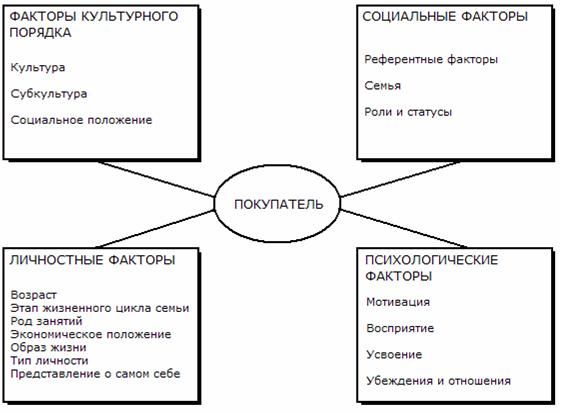 ФАКТОРЫ КУЛЬТУРНОГО
ПОРЯДКА
Культура
Субкультура
Социальное положение
СОЦИАЛЬНЫЕ ФАКТОРЫ
Референтные факторы
Семья
Роли и статусы
ПОКУПАТЕЛЬ
ЛИЧНОСТНЫЕ ФАКТОРЫ
Возраст
Этап жизненного цикла семьи
Род занятий
Экономическое положение
Образ жизни
Тип личности
Представление о самом себе
ПСИХОЛОГИЧЕСКИЕ
ФАКТОРЫ
Мотивация
Восприятие
Усвоение
Убеждения и отношения